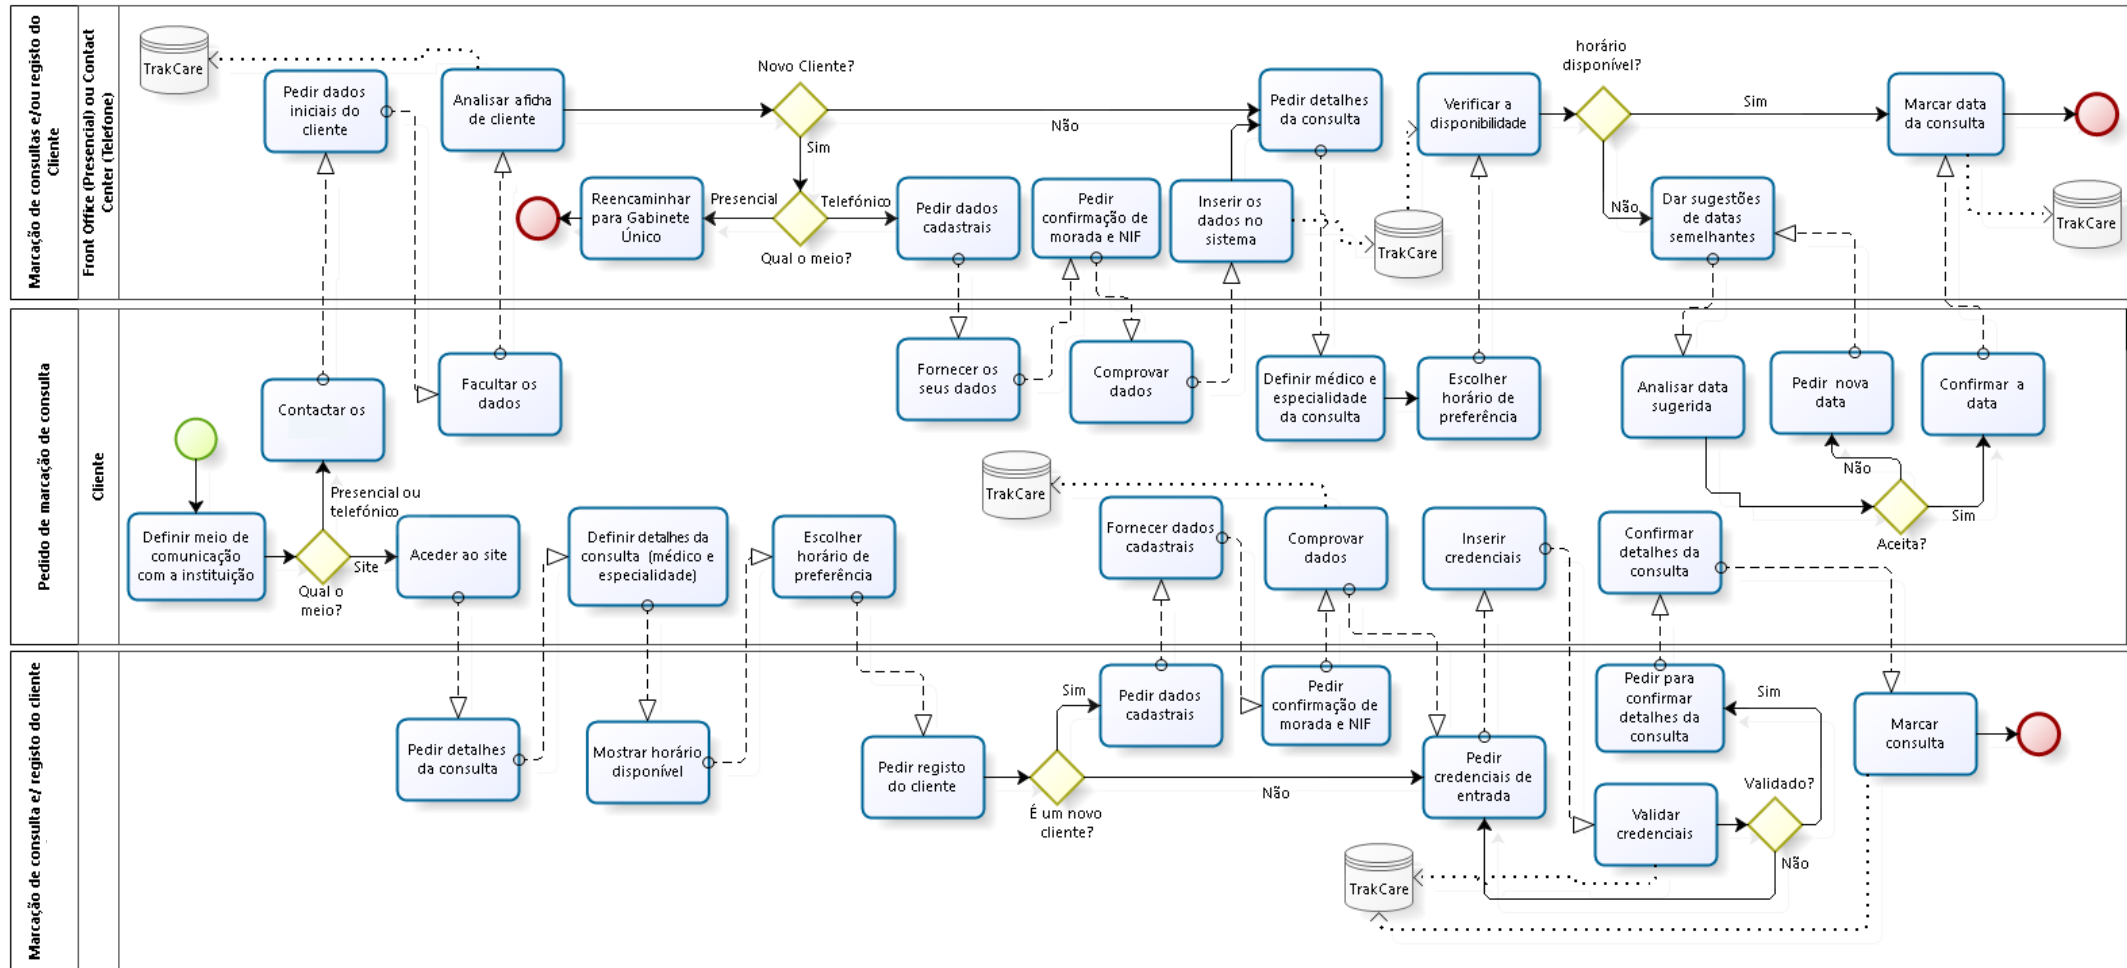 Marcação de consultas e/ou registo do
Cliente
Front Office (Presencial) ou Contact
Center (Telefone)
TrakCare
Pedir dados
iniciais do
cliente
Analisar a ficha
de cliente
Novo Cliente?
Não
Sim
Pedir detalhes
da consulta
Verificar a
disponibilidade
horário
disponível?
Sim
Não
Marcar data
da consulta
Reencaminhar
para Gabinete
Único
Presencial
Telefónico
Qual o meio?
Pedir dados
cadastrais
Pedir
confirmação de
morada e NIF
Inserir os
dados no
sistema
TrakCare
Dar sugestões
de datas
semelhantes
TrakCare
Pedido de marcação de consulta
Cliente
Contactar os
Facultar os
dados
Fornecer os
seus dados
Comprovar
dados
Definir médico e
especialidade
da consulta
Escolher
horário de
preferência
Analisar data
sugerida
Pedir nova
data
Confirmar a
data
Não
Sim
Aceita?
Definir meio de
comunicação
com a instituição
Presencial ou
telefónico
Site
Qual o
meio?
Aceder ao site
Definir detalhes da
consulta (médico e
especialidade)
Escolher
horário de
preferência
TrakCare
Fornecer dados
cadastrais
Comprovar
dados
Inserir
credenciais
Confirmar
detalhes da
consulta
Marcação de consulta e/ registo do cliente
Pedir detalhes
da consulta
Mostrar horário
disponível
Pedir registo
do cliente
É um novo
cliente?
Sim
Não
Pedir dados
cadastrais
Pedir
confirmação de
morada e NIF
Pedir
credenciais de
entrada
Pedir para
confirmar
detalhes da
consulta
Sim
Validado?
Não
Validar
credenciais
Marcar
consulta
TrakCare